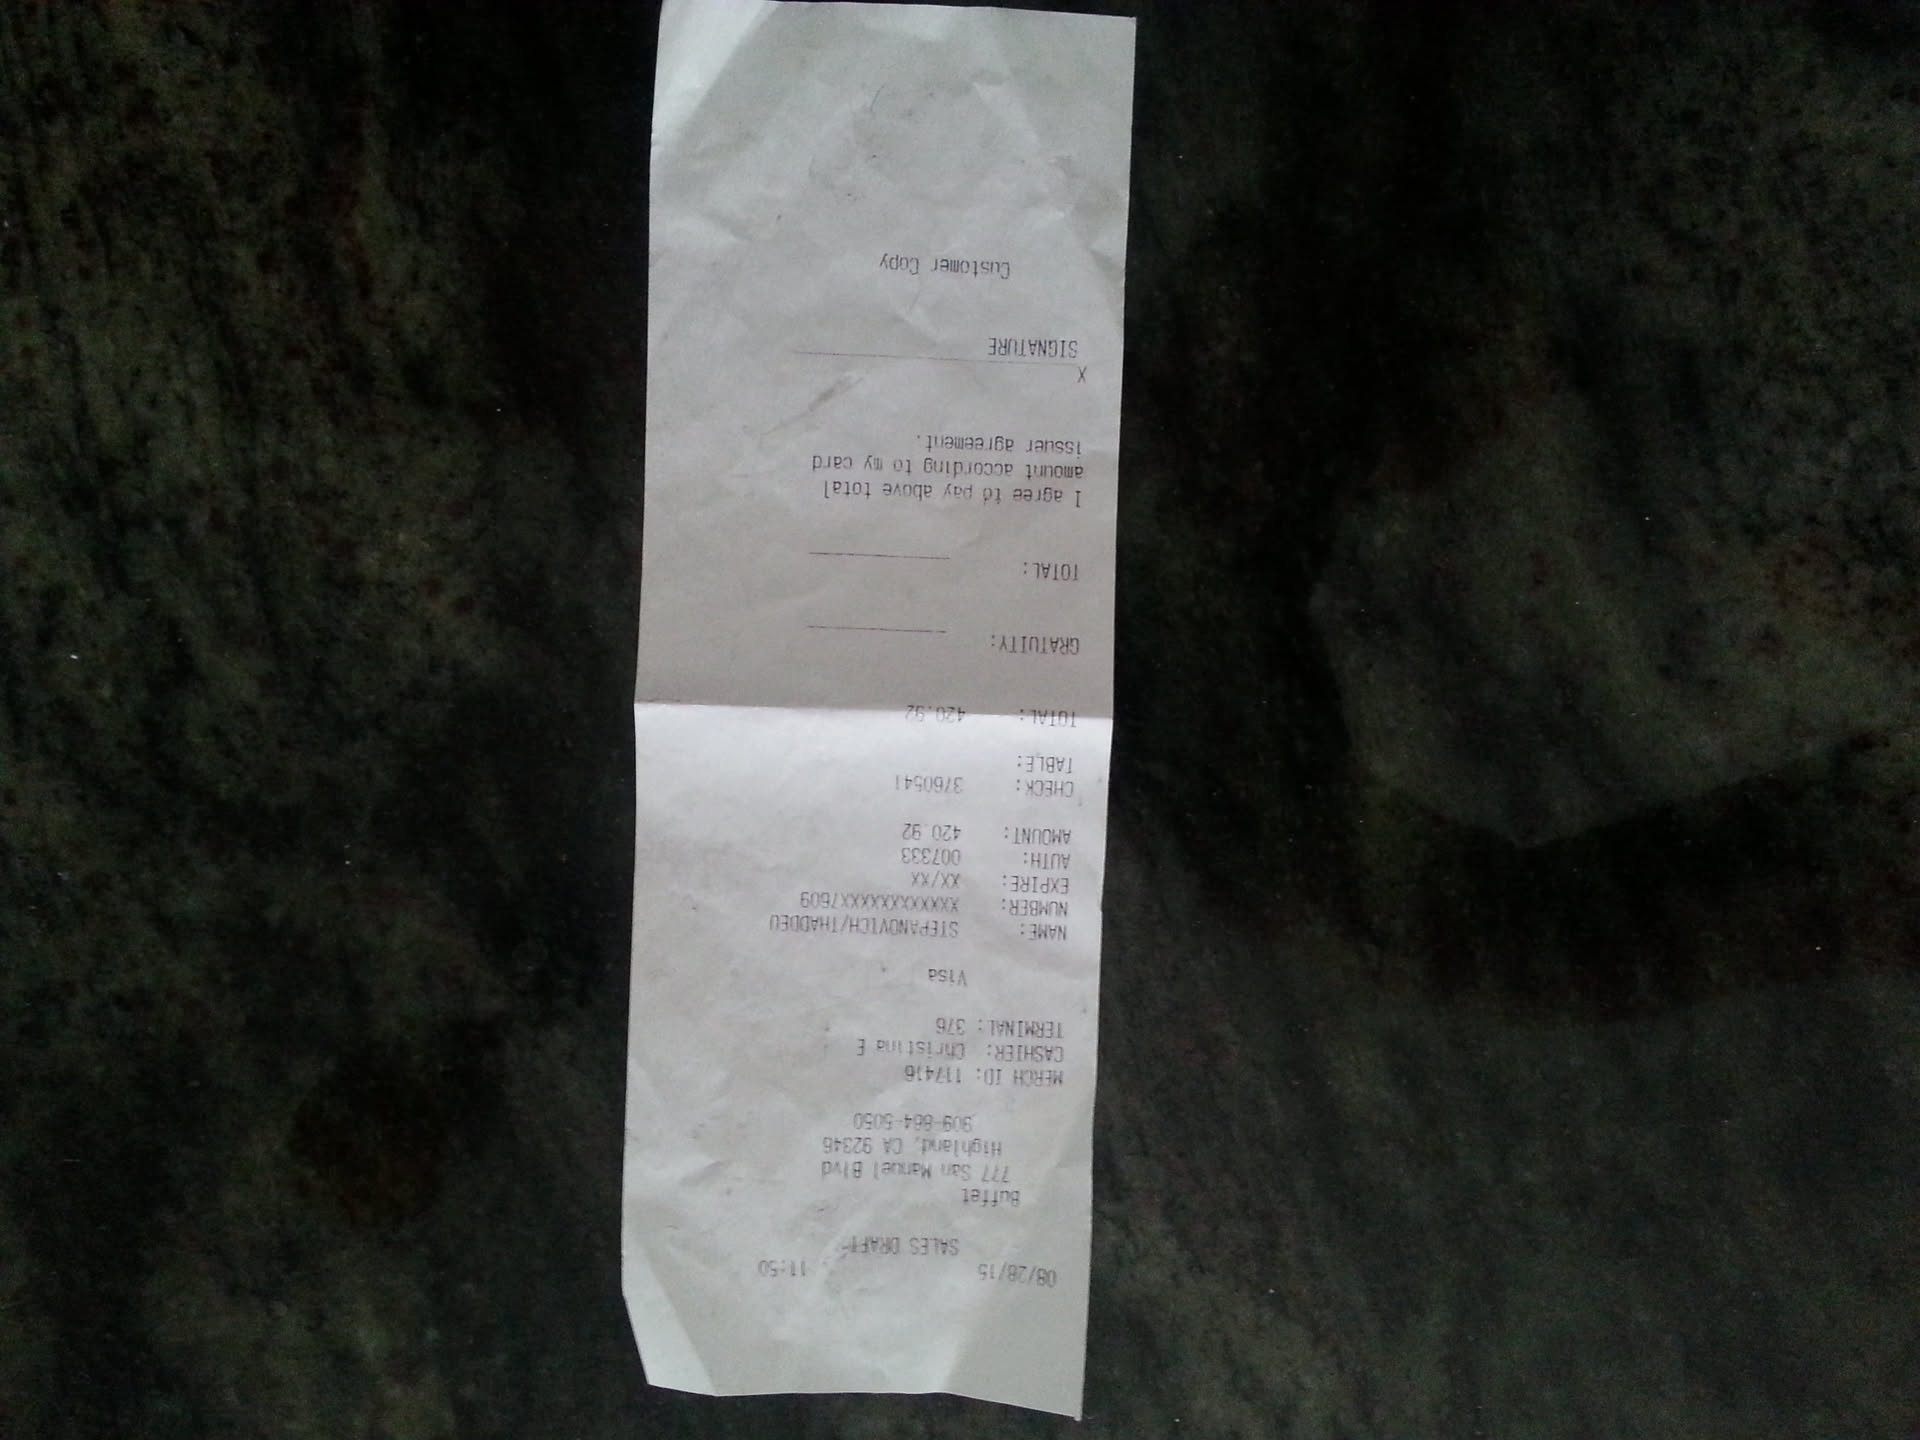 08/28/15 11:50
SALES DRAFT
Buffet
777 San Manuel Blvd
Highland, CA 92346
909-864-5050
MERCH ID: 117416
CASHIER: Christina E
TERMINAL: 376
Visa
NAME: STEPANOVICH/THADDEU
NUMBER: XXXXXXXXXXXX7609
EXPIRE: XX/XX
AUTH: 007333
AMOUNT: 420.92
CHECK: 3760541
TABLE:
TOTAL: 420.92
GRATUITY:
TOTAL:
I agree to pay above total
amount according to my card
issuer agreement.
X
SIGNATURE
Customer Copy